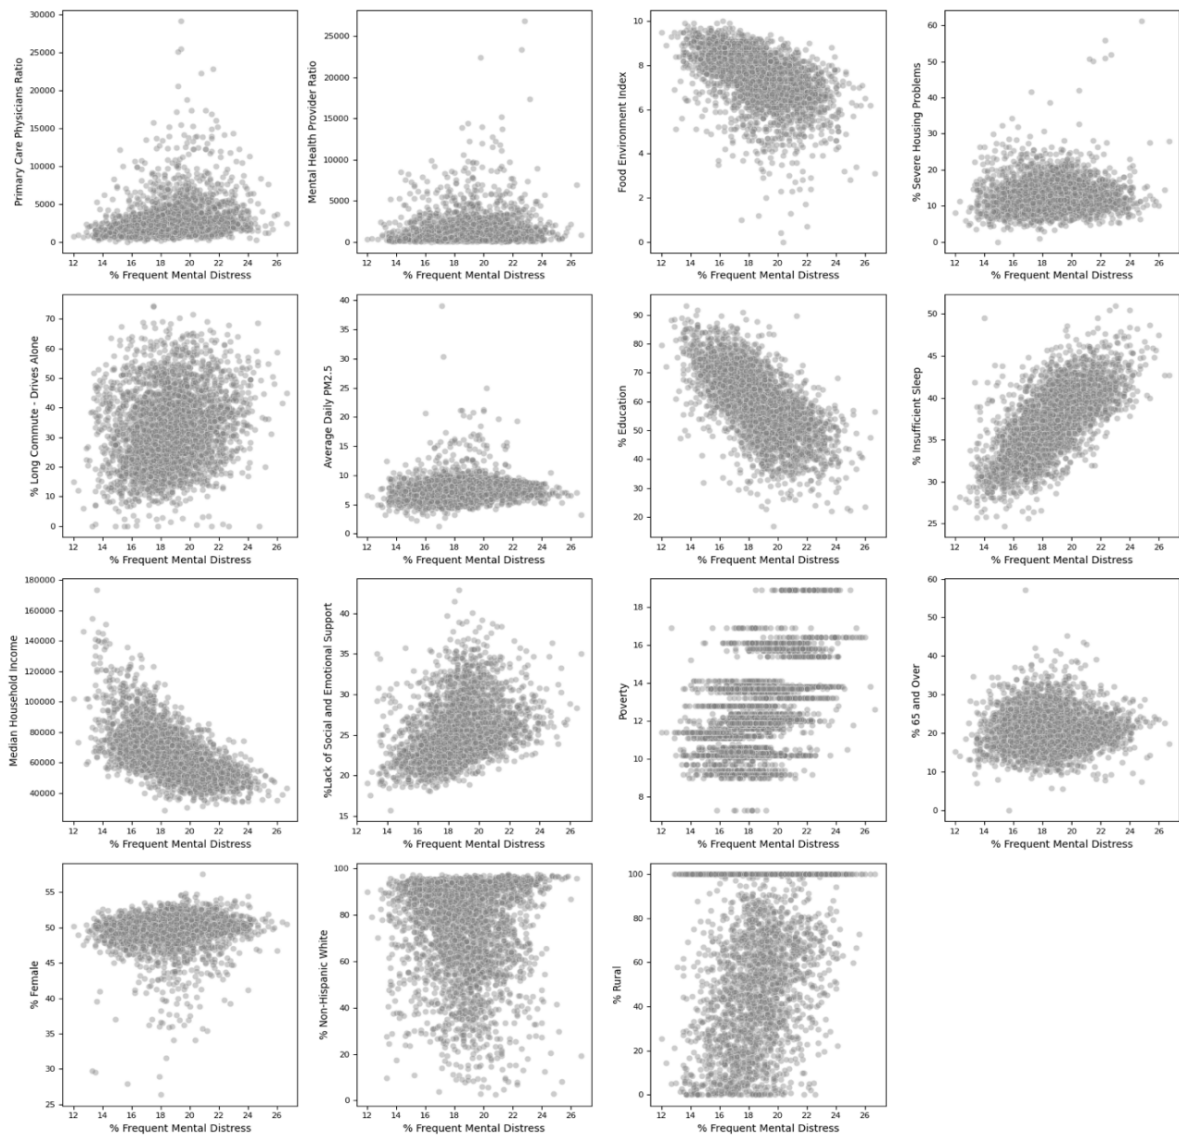 Primary Care Physicians Ratio
30000
25000
20000
15000
10000
5000
0
12 14 16 18 20 22 24 26
% Frequent Mental Distress
Mental Health Provider Ratio
25000
20000
15000
10000
5000
0
12 14 16 18 20 22 24 26
% Frequent Mental Distress
Food Environment Index
10
8
6
4
2
0
12 14 16 18 20 22 24 26
% Frequent Mental Distress
% Severe Housing Problems
60
50
40
30
20
10
0
12 14 16 18 20 22 24 26
% Frequent Mental Distress
% Long Commute - Drives Alone
70
60
50
40
30
20
10
0
12 14 16 18 20 22 24 26
% Frequent Mental Distress
Average Daily PM2.5
40
35
30
25
20
15
10
5
0
12 14 16 18 20 22 24 26
% Frequent Mental Distress
% Education
90
80
70
60
50
40
30
20
12 14 16 18 20 22 24 26
% Frequent Mental Distress
% Insufficient Sleep
50
45
40
35
30
25
12 14 16 18 20 22 24 26
% Frequent Mental Distress
Median Household Income
180000
160000
140000
120000
100000
80000
60000
40000
12 14 16 18 20 22 24 26
% Frequent Mental Distress
%Lack of Social and Emotional Support
40
35
30
25
20
15
12 14 16 18 20 22 24 26
% Frequent Mental Distress
Poverty
18
16
14
12
10
8
12 14 16 18 20 22 24 26
% Frequent Mental Distress
% 65 and Over
60
50
40
30
20
10
0
12 14 16 18 20 22 24 26
% Frequent Mental Distress
% Female
55
50
45
40
35
30
25
12 14 16 18 20 22 24 26
% Frequent Mental Distress
% Non-Hispanic White
100
80
60
40
20
0
12 14 16 18 20 22 24 26
% Frequent Mental Distress
% Rural
100
80
60
40
20
0
12 14 16 18 20 22 24 26
% Frequent Mental Distress